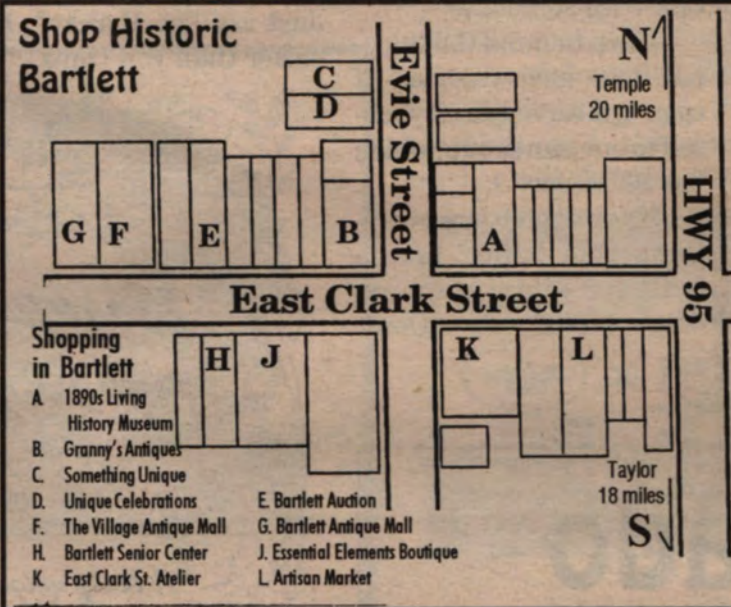 Shop Historic
Bartlett
C
D
Evie Street
N
Temple
20 miles
G F E B
A
HWY 95
East Clark Street
Shopping
in Bartlett
H J
K L
A. 1890s Living
History Museum
B. Granny's Antiques
C. Something Unique
D. Unique Celebrations
E. Bartlett Auction
F. The Village Antique Mall
G. Bartlett Antique Mall
H. Bartlett Senior Center
J. Essential Elements Boutique
K. East Clark St. Atelier
L. Artisan Market
Taylor
18 miles
S